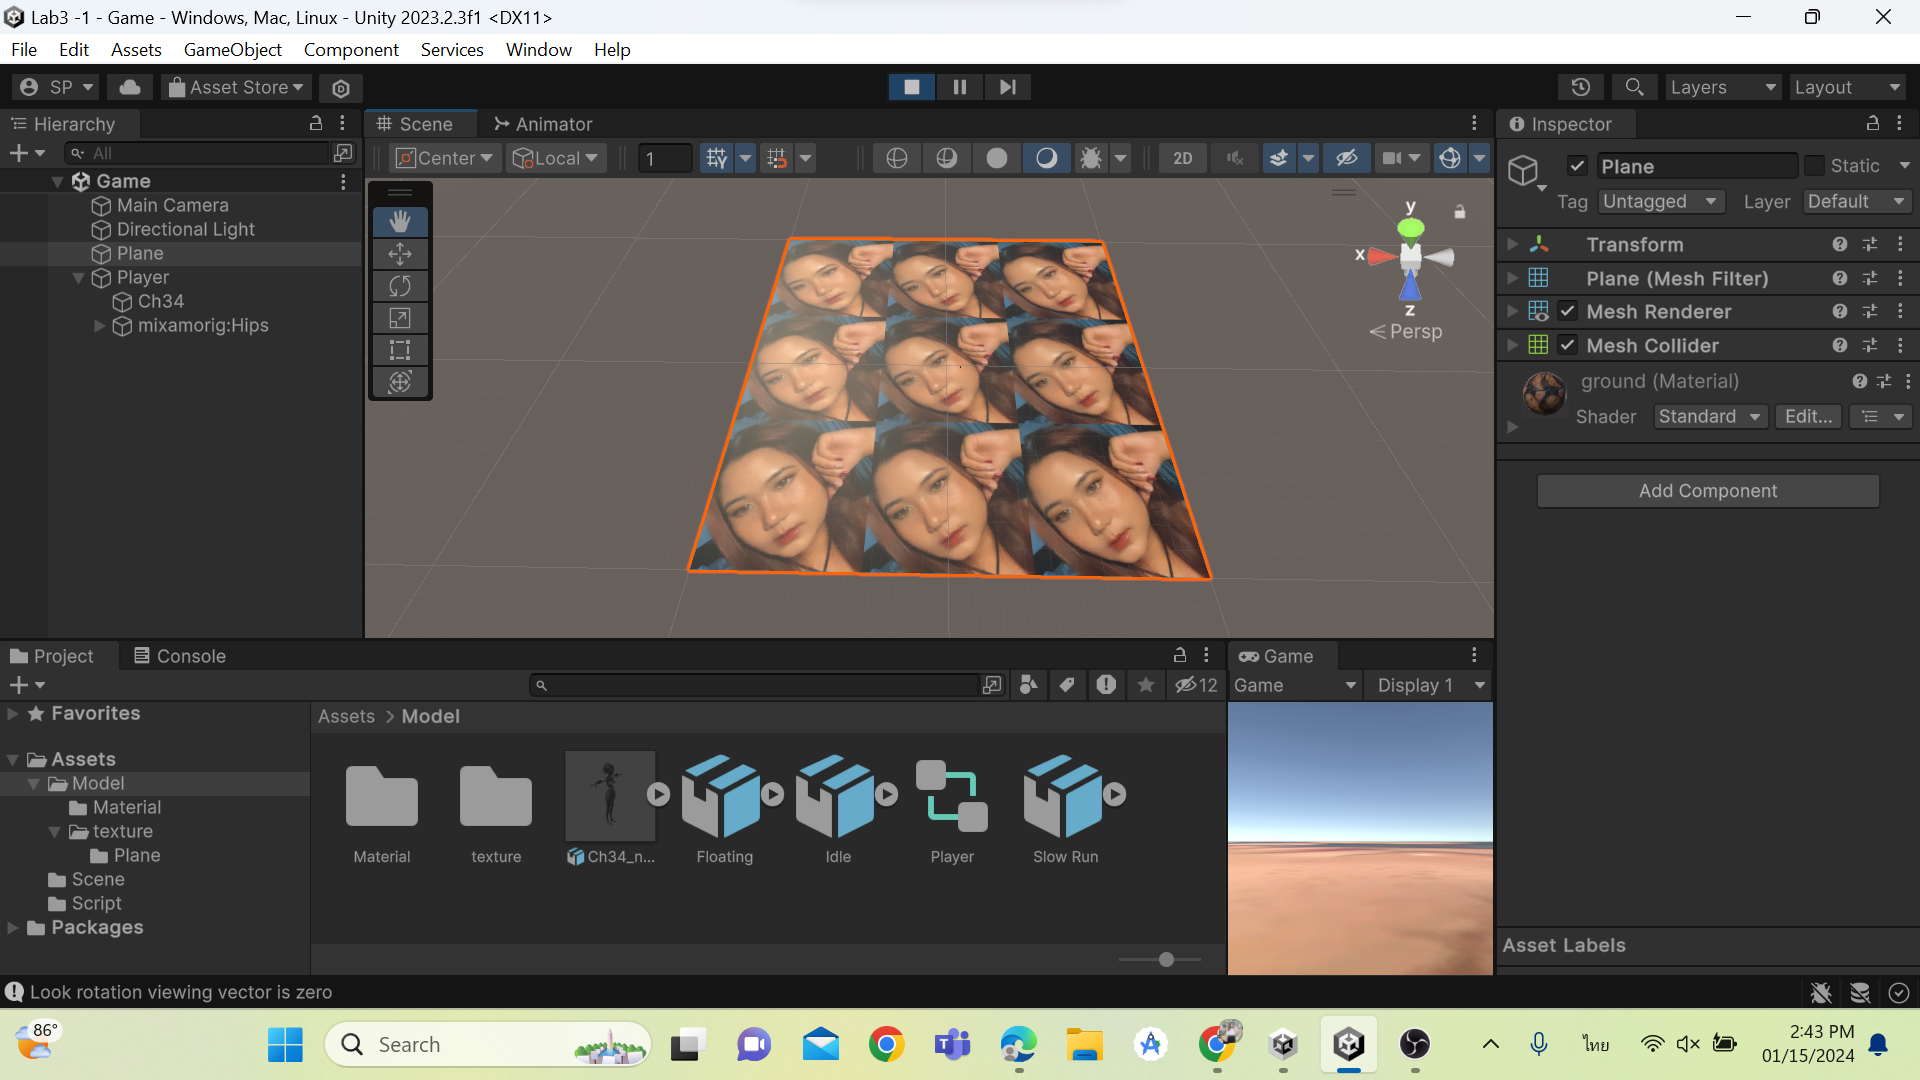 Lab3 -1 - Game - Windows, Mac, Linux - Unity 2023.2.3f1 <DX11>
File Edit Assets GameObject Component Services Window Help
SP Asset Store Layers Layout
Hierarchy
All
Game
Main Camera
Directional Light
Plane
Player
Ch34
mixamorig:Hips
Scene Animator
Center Local 1 2D
y
x
z
Persp
Inspector
Plane Static
Tag Untagged Layer Default
Transform
Plane (Mesh Filter)
Mesh Renderer
Mesh Collider
ground (Material)
Shader Standard Edit...
Add Component
Asset Labels
Project Console
12
Favorites
Assets
Model
Material
texture
Plane
Scene
Script
Packages
Assets > Model
Material texture Ch34_n... Floating Idle Player Slow Run
Game
Game Display 1
Look rotation viewing vector is zero
86°
Search
ไทย
2:43 PM
01/15/2024